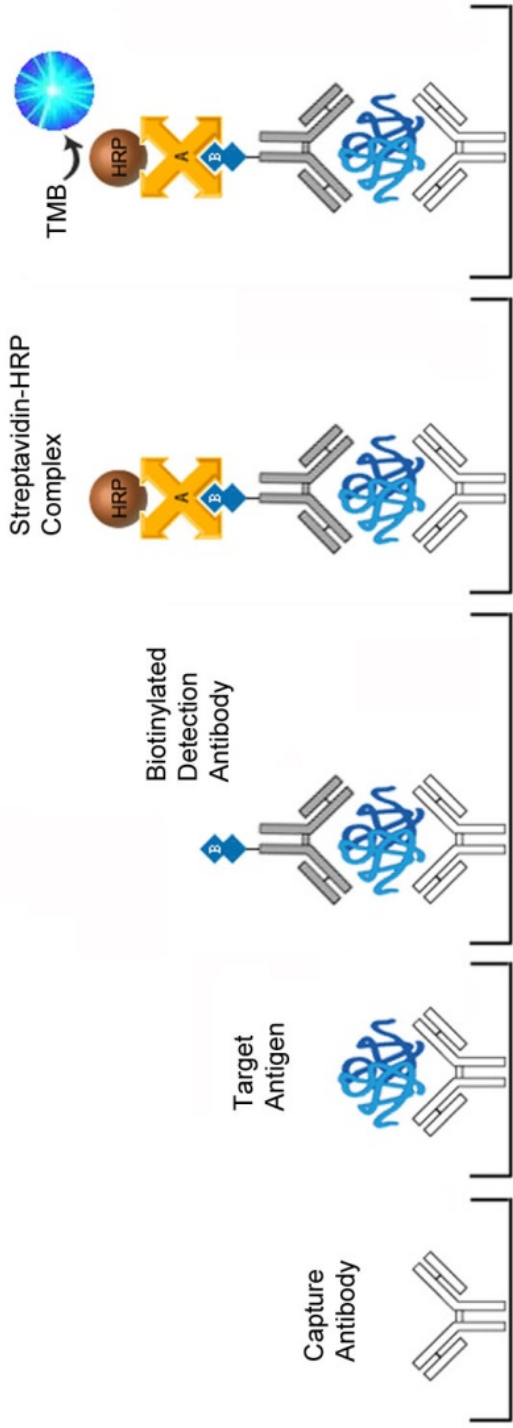 Capture
Antibody
Target
Antigen
B
Biotinylated
Detection
Antibody
HRP
A
B
Streptavidin-HRP
Complex
HRP
A
B
TMB